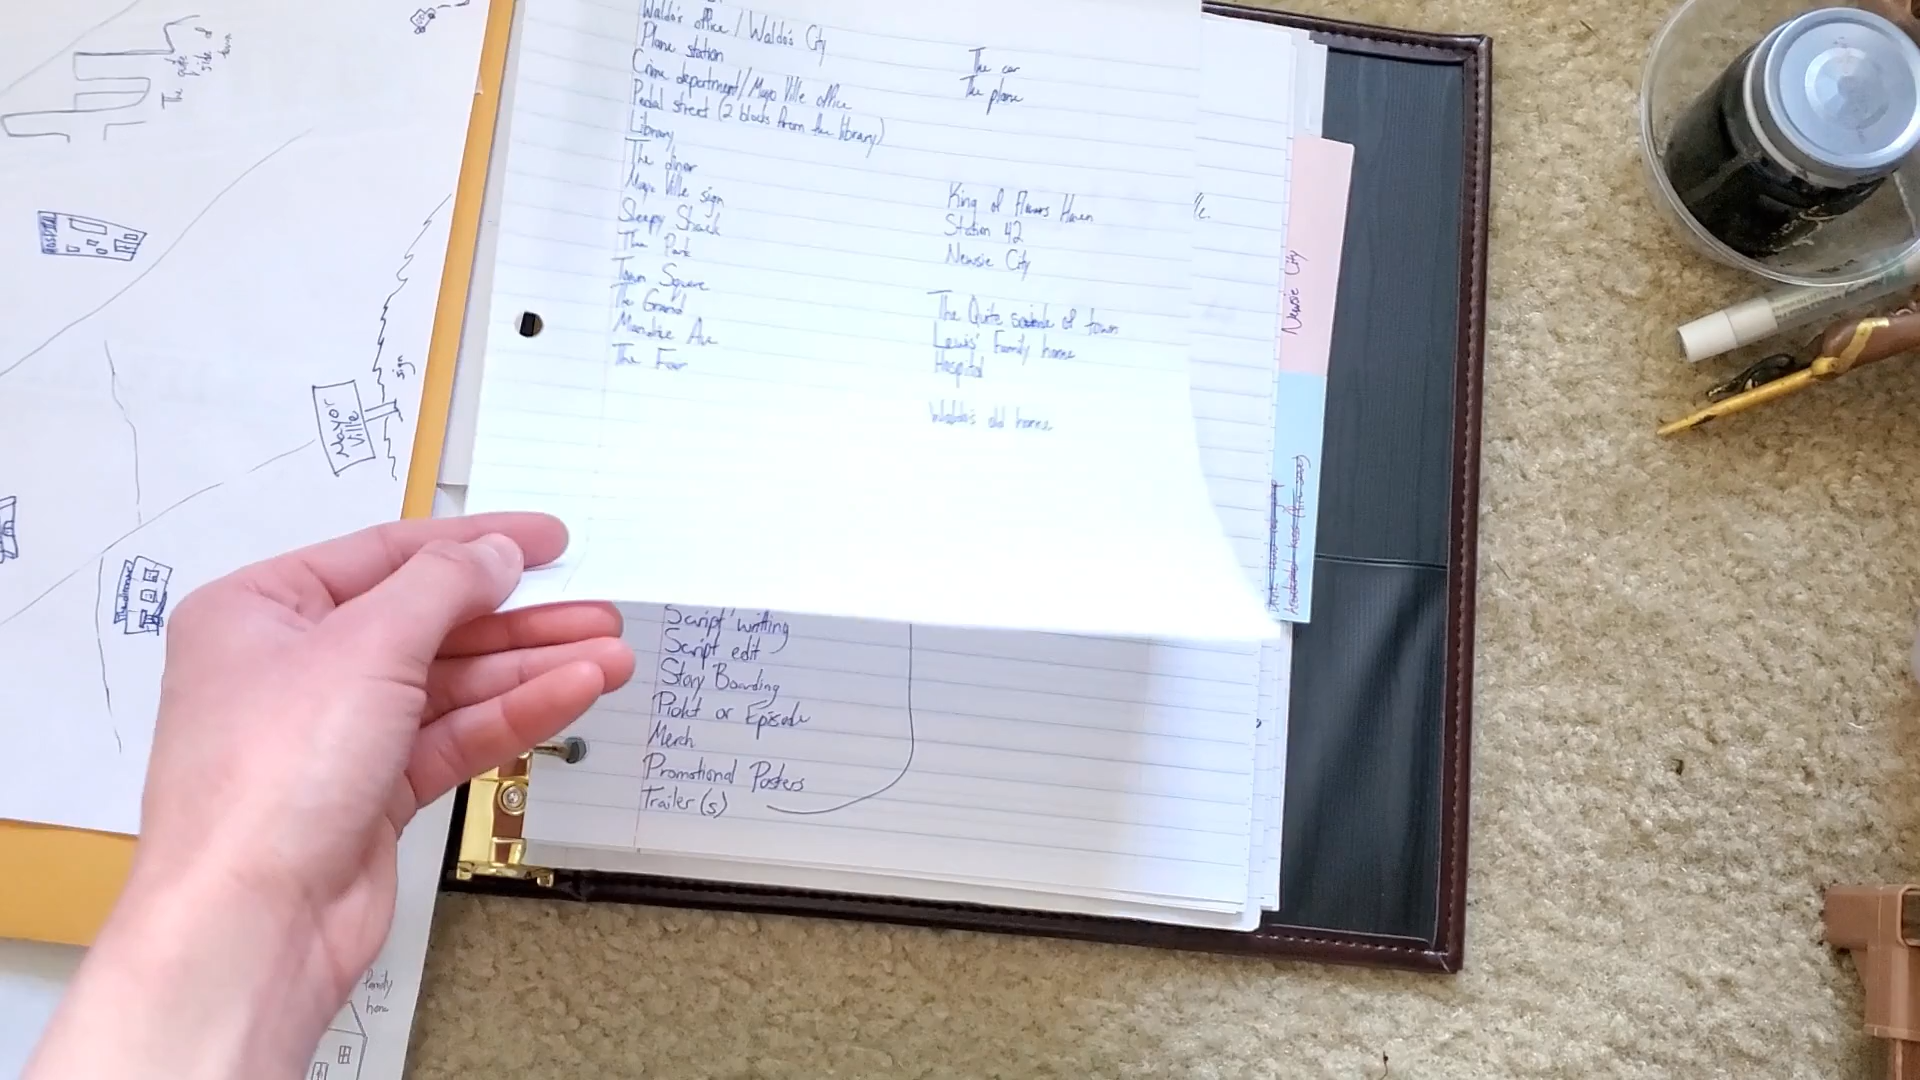 Waldo's office / Waldo's City
Plane station
Crime department / Mayo Ville office
Pedal street (2 blocks from the library)
Library
The diner
Mayo Ville sign
Sleepy Shack
The Park
Town Square
The Grand
Mandize Ave
The Four
The car
The plane
King of Flowers Haven
Station 42
Newsie City
The Quite side of town
Lewis' Family home
Hospital
Waldo's old home
Script writting
Script edit
Story Boarding
Piolet or Episode
Merch
Promotional Posters
Trailer (s)
Newsie City
The quite
side of
town
Mayor
Ville
sign
family
home